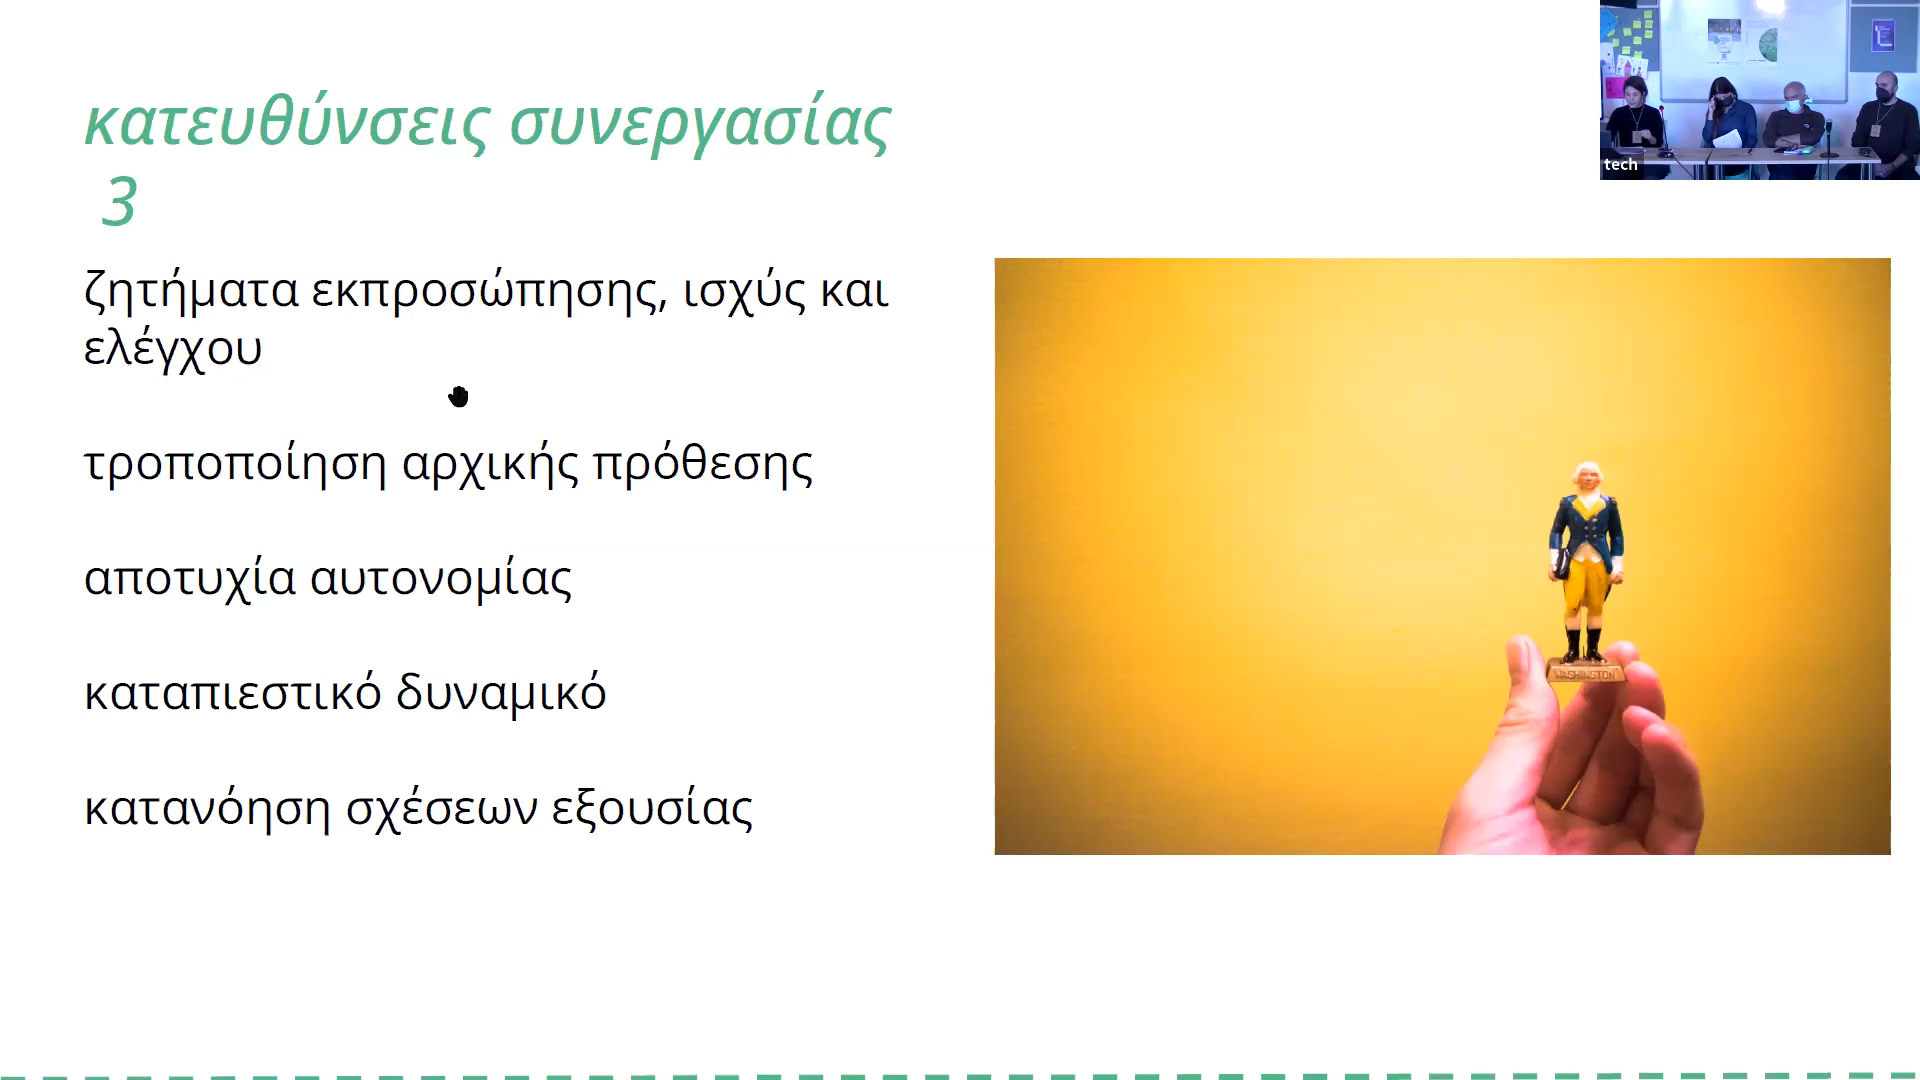 κατευθύνσεις συνεργασίας
3
ζητήματα εκπροσώπησης, ισχύς και
ελέγχου
τροποποίηση αρχικής πρόθεσης
αποτυχία αυτονομίας
καταπιεστικό δυναμικό
κατανόηση σχέσεων εξουσίας
WASHINGTON
tech